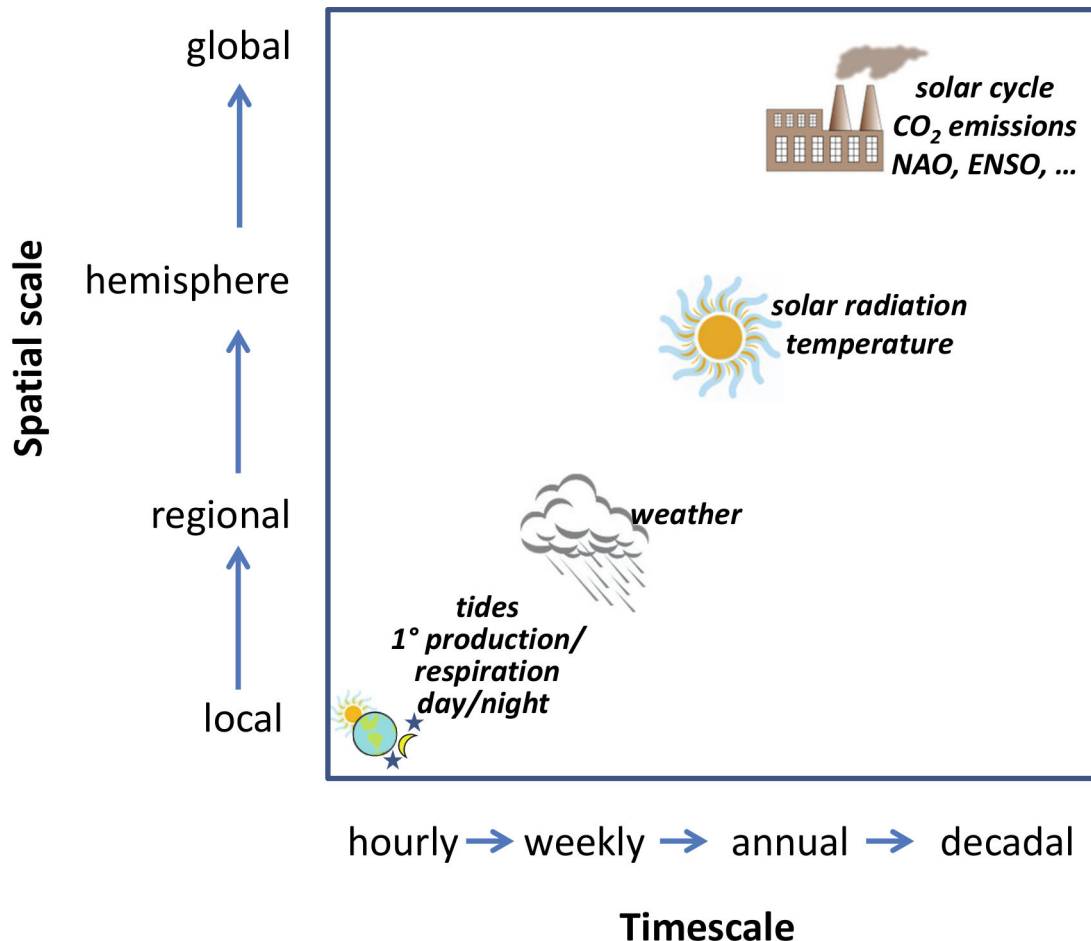 global
solar cycle
CO₂ emissions
NAO, ENSO, ...
Spatial scale
hemisphere
solar radiation
temperature
regional
weather
tides
1° production/
respiration
day/night
local
hourly weekly annual decadal
Timescale